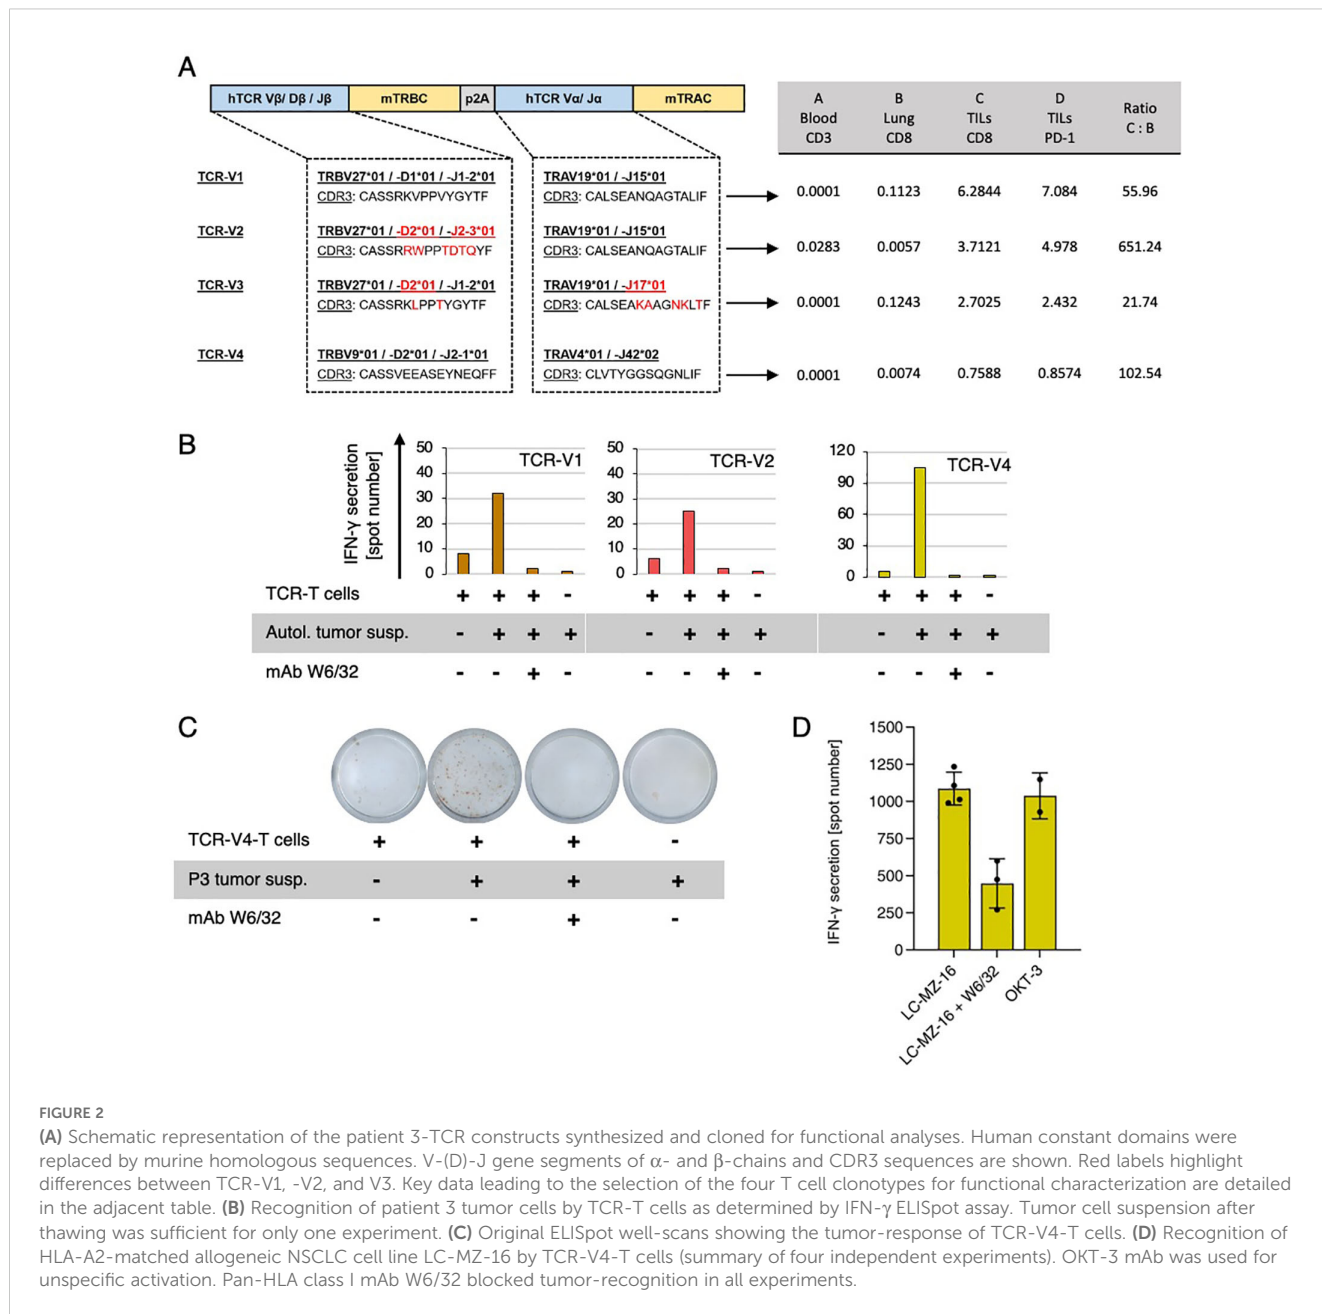 A
hTCR Vβ/ Dβ / Jβ
mTRBC
p2A
hTCR Vα/ Jα
mTRAC
A
Blood
CD3
B
Lung
CD8
C
TILs
CD8
D
TILs
PD-1
Ratio
C : B
TCR-V1
TRBV27*01 / -D1*01 / -J1-2*01
CDR3: CASSRKVPPVYGYTF
TRAV19*01 / -J15*01
CDR3: CALSEANQAGTALIF
0.0001 0.1123 6.2844 7.084 55.96
TCR-V2
TRBV27*01 / -D2*01 / -J2-3*01
CDR3: CASSRRWPPTDTQYF
TRAV19*01 / -J15*01
CDR3: CALSEANQAGTALIF
0.0283 0.0057 3.7121 4.978 651.24
TCR-V3
TRBV27*01 / -D2*01 / -J1-2*01
CDR3: CASSRKLPPTYGYTF
TRAV19*01 / -J17*01
CDR3: CALSEAKAAGNKLTF
0.0001 0.1243 2.7025 2.432 21.74
TCR-V4
TRBV9*01 / -D2*01 / -J2-1*01
CDR3: CASSVEEASEYNEQFF
TRAV4*01 / -J42*02
CDR3: CLVTYGGSQGNLIF
0.0001 0.0074 0.7588 0.8574 102.54
B
IFN-γ secretion
[spot number]
50
40
30
20
10
0
TCR-V1
50
40
30
20
10
0
TCR-V2
120
90
60
30
0
TCR-V4
TCR-T cells + + + - + + + - + + + -
Autol. tumor susp. - + + + - + + + - + + +
mAb W6/32 - - + - - - + - - - + -
C
TCR-V4-T cells + + + -
P3 tumor susp. - + + +
mAb W6/32 - - + -
D
IFN-γ secretion [spot number]
1500
1250
1000
750
500
250
0
LC-MZ-16
LC-MZ-16 + W6/32
OKT-3
FIGURE 2
(A) Schematic representation of the patient 3-TCR constructs synthesized and cloned for functional analyses. Human constant domains were
replaced by murine homologous sequences. V-(D)-J gene segments of α- and β-chains and CDR3 sequences are shown. Red labels highlight
differences between TCR-V1, -V2, and V3. Key data leading to the selection of the four T cell clonotypes for functional characterization are detailed
in the adjacent table. (B) Recognition of patient 3 tumor cells by TCR-T cells as determined by IFN-γ ELISpot assay. Tumor cell suspension after
thawing was sufficient for only one experiment. (C) Original ELISpot well-scans showing the tumor-response of TCR-V4-T cells. (D) Recognition of
HLA-A2-matched allogeneic NSCLC cell line LC-MZ-16 by TCR-V4-T cells (summary of four independent experiments). OKT-3 mAb was used for
unspecific activation. Pan-HLA class I mAb W6/32 blocked tumor-recognition in all experiments.